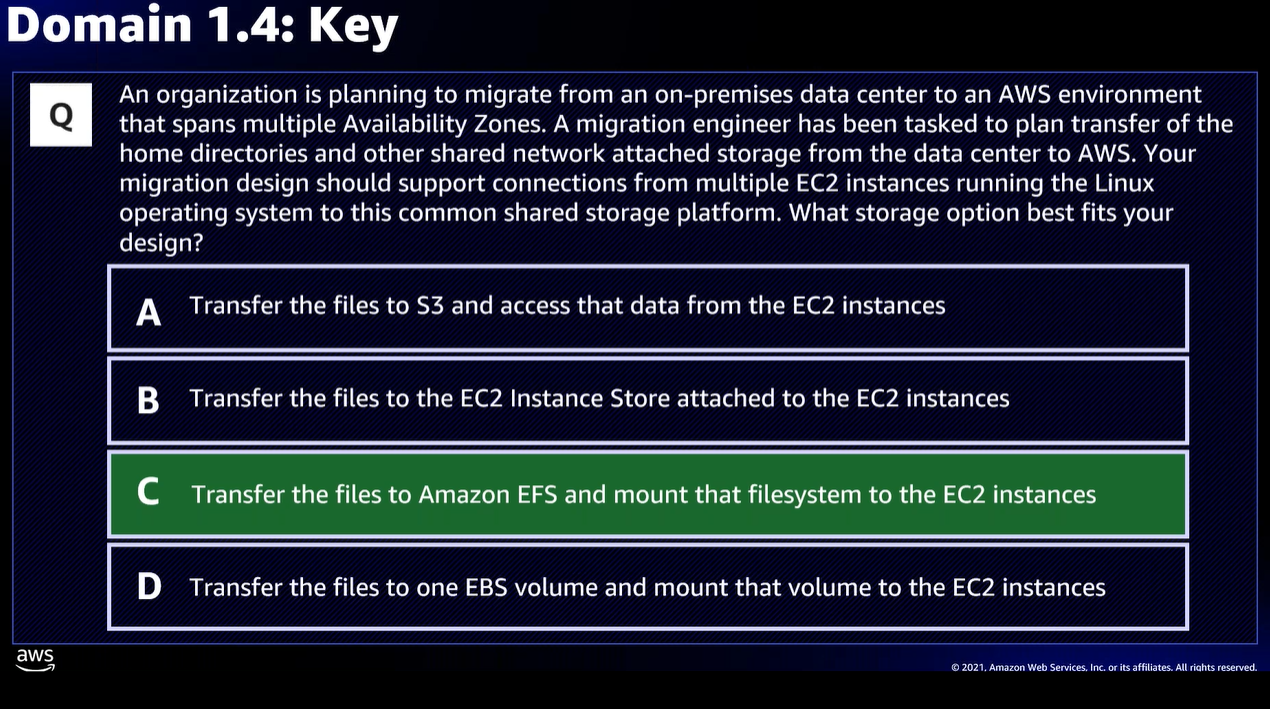 Domain 1.4: Key
Q
An organization is planning to migrate from an on-premises data center to an AWS environment
that spans multiple Availability Zones. A migration engineer has been tasked to plan transfer of the
home directories and other shared network attached storage from the data center to AWS. Your
migration design should support connections from multiple EC2 instances running the Linux
operating system to this common shared storage platform. What storage option best fits your
design?
A Transfer the files to S3 and access that data from the EC2 instances
B Transfer the files to the EC2 Instance Store attached to the EC2 instances
C Transfer the files to Amazon EFS and mount that filesystem to the EC2 instances
D Transfer the files to one EBS volume and mount that volume to the EC2 instances
aws
© 2021, Amazon Web Services, Inc. or its affiliates. All rights reserved.